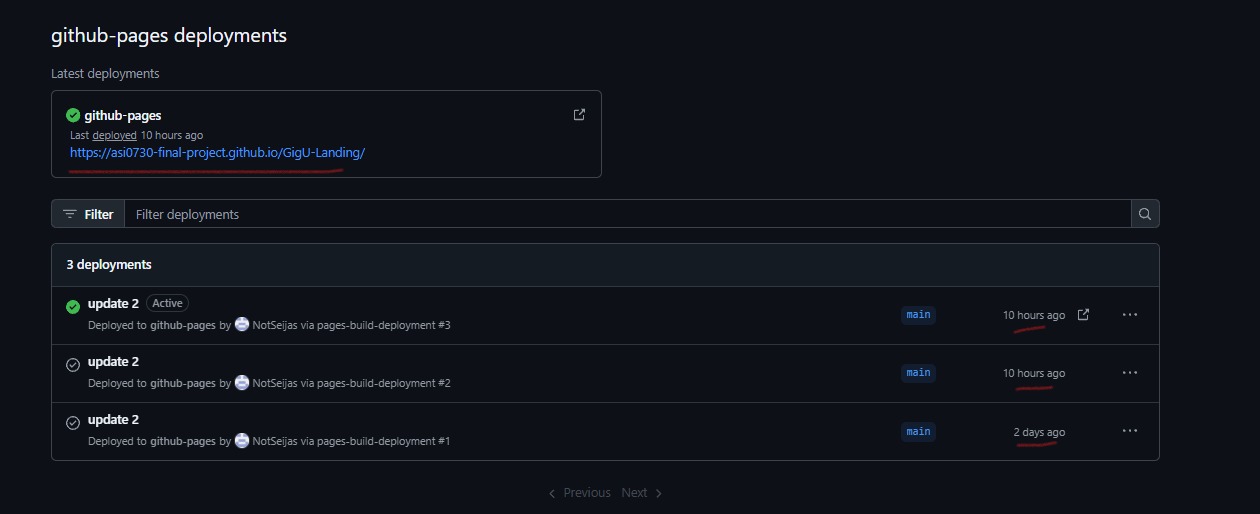 github-pages deployments
Latest deployments
github-pages
Last deployed 10 hours ago
https://asi0730-final-project.github.io/GigU-Landing/
Filter
Filter deployments
3 deployments
update 2 Active
Deployed to github-pages by NotSeijas via pages-build-deployment #3
main
10 hours ago
update 2
Deployed to github-pages by NotSeijas via pages-build-deployment #2
main
10 hours ago
update 2
Deployed to github-pages by NotSeijas via pages-build-deployment #1
main
2 days ago
Previous Next